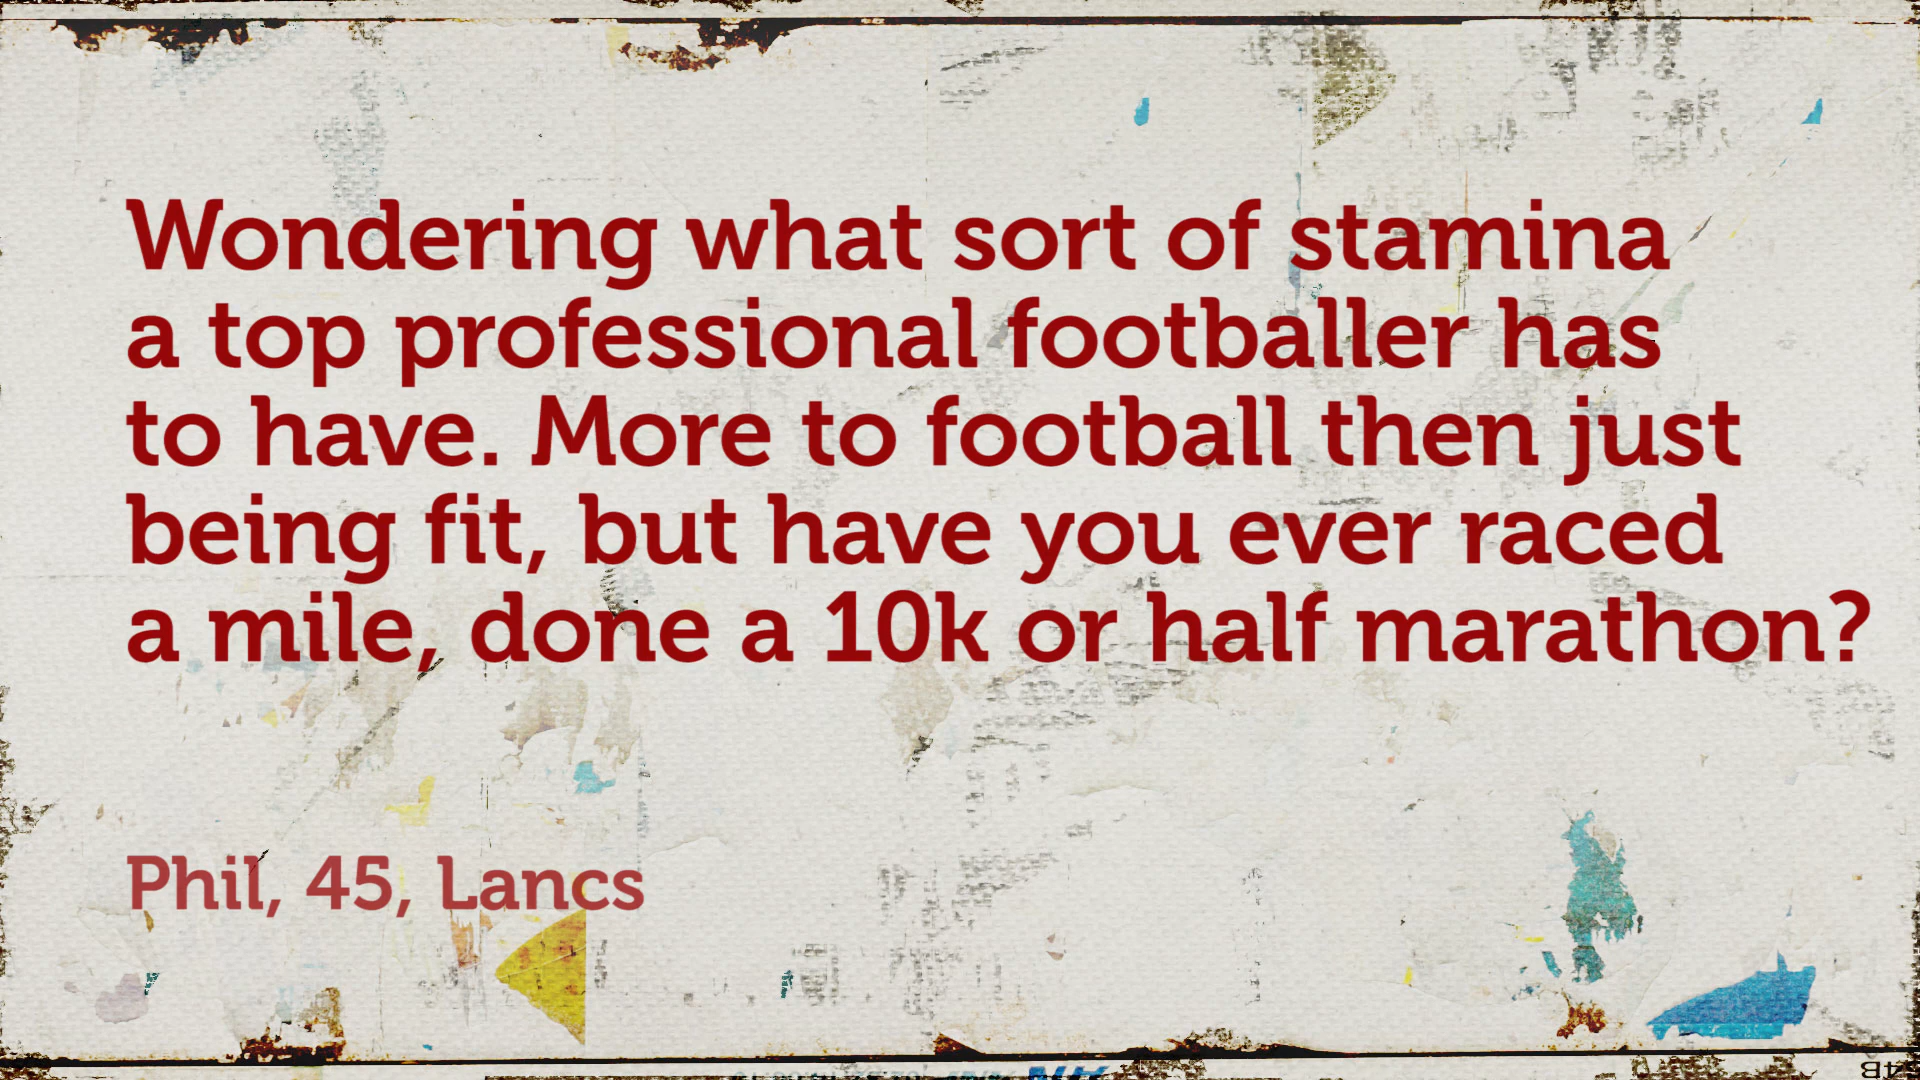 Wondering what sort of stamina
a top professional footballer has
to have. More to football then just
being fit, but have you ever raced
a mile, done a 10k or half marathon?
Phil, 45, Lancs